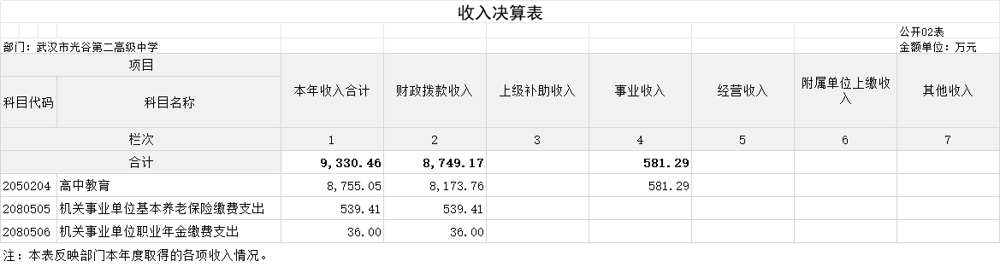 收入决算表
公开02表
部门：武汉市光谷第二高级中学 金额单位：万元
项目 本年收入合计 财政拨款收入 上级补助收入 事业收入 经营收入 附属单位上缴收入 其他收入
科目代码 科目名称
栏次 1 2 3 4 5 6 7
合计 9,330.46 8,749.17 581.29
2050204 高中教育 8,755.05 8,173.76 581.29
2080505 机关事业单位基本养老保险缴费支出 539.41 539.41
2080506 机关事业单位职业年金缴费支出 36.00 36.00
注：本表反映部门本年度取得的各项收入情况。